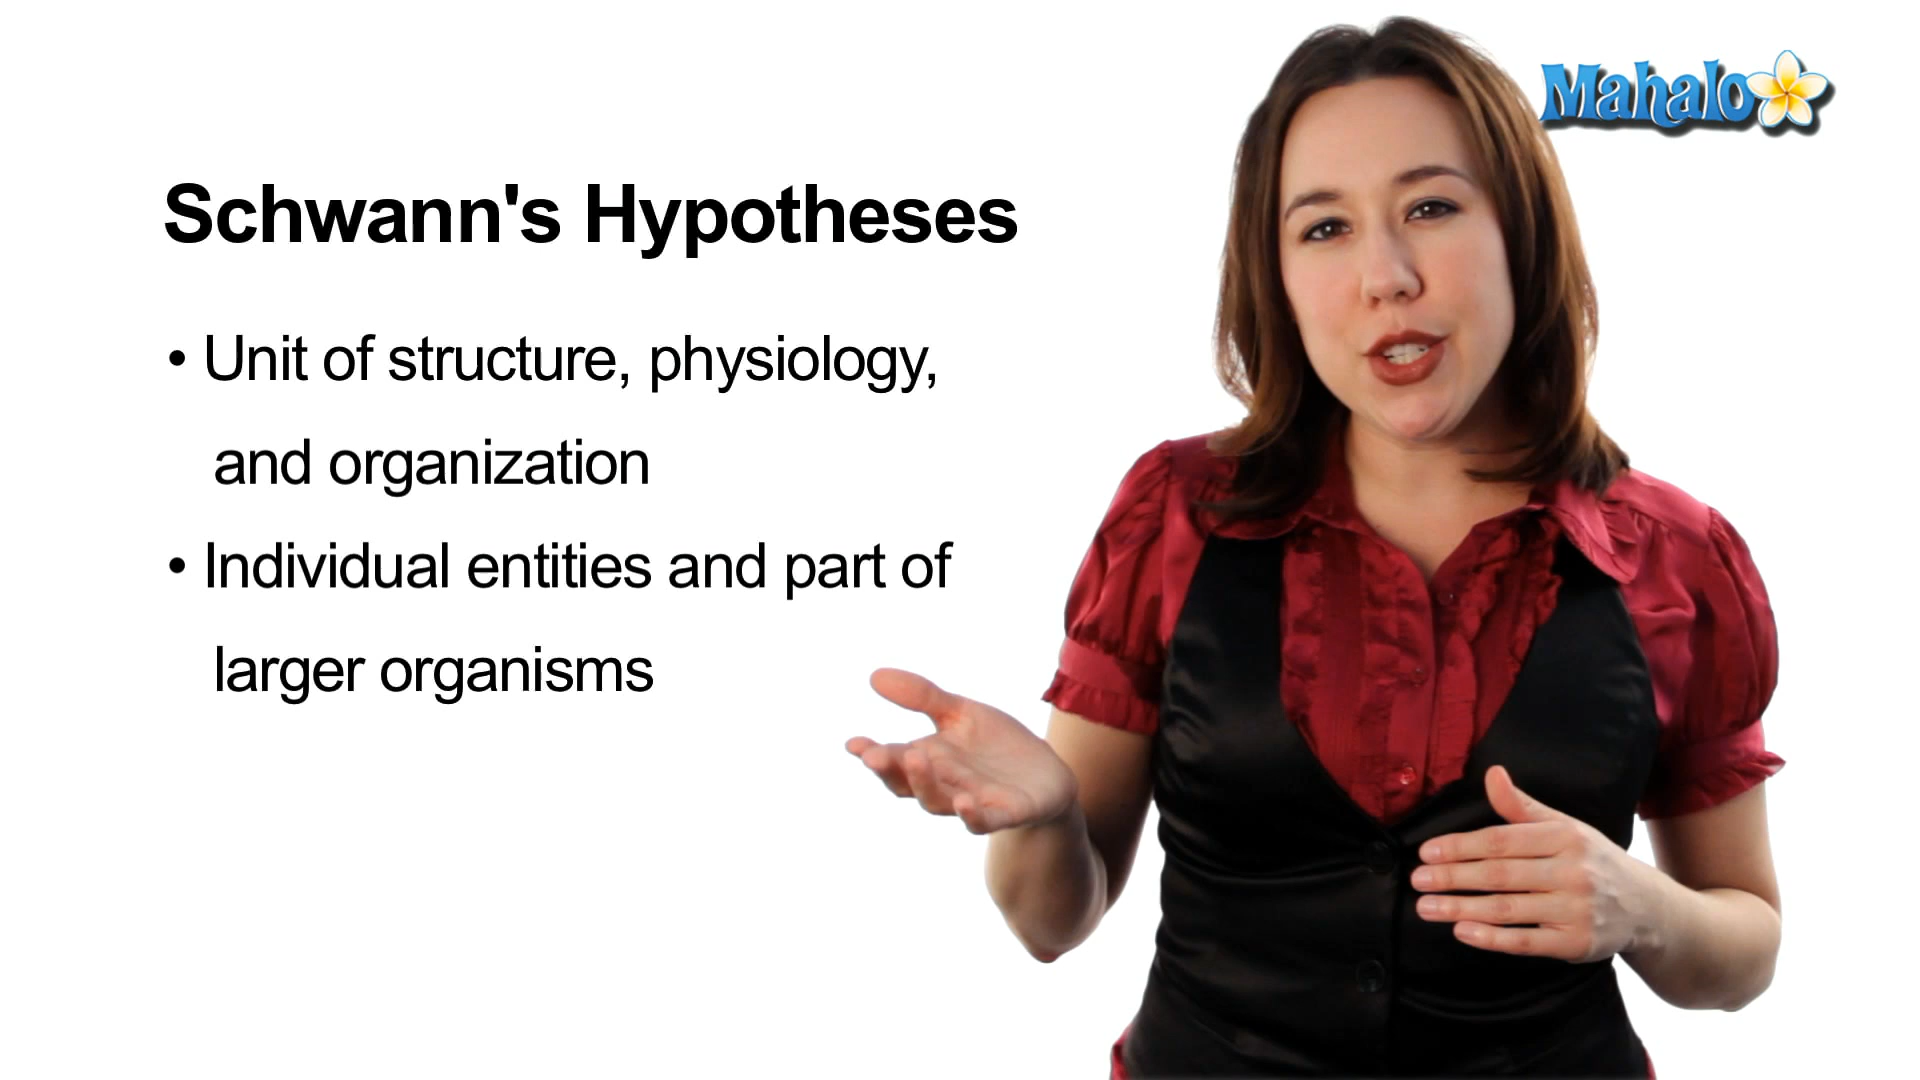 Mahalo
Schwann's Hypotheses
• Unit of structure, physiology,
and organization
• Individual entities and part of
larger organisms